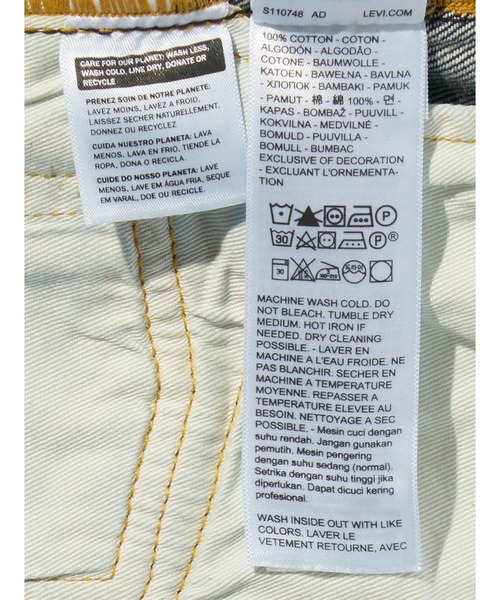 CARE FOR OUR PLANET: WASH LESS,
WASH COLD, LINE DRY, DONATE OR
RECYCLE
PRENEZ SOIN DE NOTRE PLANETE:
LAVEZ MOINS, LAVEZ A FROID,
LAISSEZ SECHER NATURELLEMENT,
DONNEZ OU RECYCLEZ
CUIDA NUESTRO PLANETA: LAVA
MENOS, LAVA EN FRIO, TIENDE LA
ROPA, DONA O RECICLA.
CUIDE DO NOSSO PLANETA: LAVE
MENOS, LAVE EM ÁGUA FRIA, SEQUE
EM VARAL, DOE OU RECICLE.
S110748 AD LEVI.COM
100% COTTON - COTON -
ALGODÓN - ALGODÃO -
COTONE - BAUMWOLLE -
KATOEN - BAWEŁNA - BAVLNA
- ХЛОПОК - BAMBAKI - PAMUK
- PAMUT - 棉 - 綿 100% - 면 -
KAPAS - BOMBAŽ - PUUVILL -
KOKVILNA - MEDVILNĖ -
BOMULD - PUUVILLA -
BOMULL - BUMBAC
EXCLUSIVE OF DECORATION
- EXCLUANT L'ORNEMENTA-
TION
P
30 P ®
30 드라이
MACHINE WASH COLD. DO
NOT BLEACH. TUMBLE DRY
MEDIUM. HOT IRON IF
NEEDED. DRY CLEANING
POSSIBLE. - LAVER EN
MACHINE A L'EAU FROIDE. NE
PAS BLANCHIR. SECHER EN
MACHINE A TEMPERATURE
MOYENNE. REPASSER A
TEMPERATURE ELEVEE AU
BESOIN. NETTOYAGE A SEC
POSSIBLE. - Mesin cuci dengan
suhu rendah. Jangan gunakan
pemutih. Mesin pengering
dengan suhu sedang (normal).
Setrika dengan suhu tinggi jika
diperlukan. Dapat dicuci kering
profesional.
WASH INSIDE OUT WITH LIKE
COLORS. LAVER LE
VETEMENT RETOURNE, AVEC